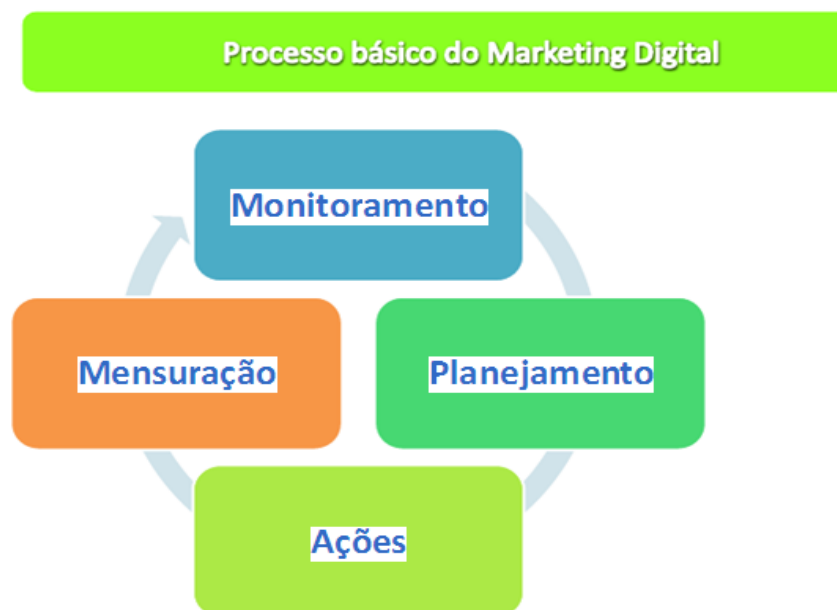 Processo básico do Marketing Digital
Monitoramento
Mensuração
Planejamento
Ações